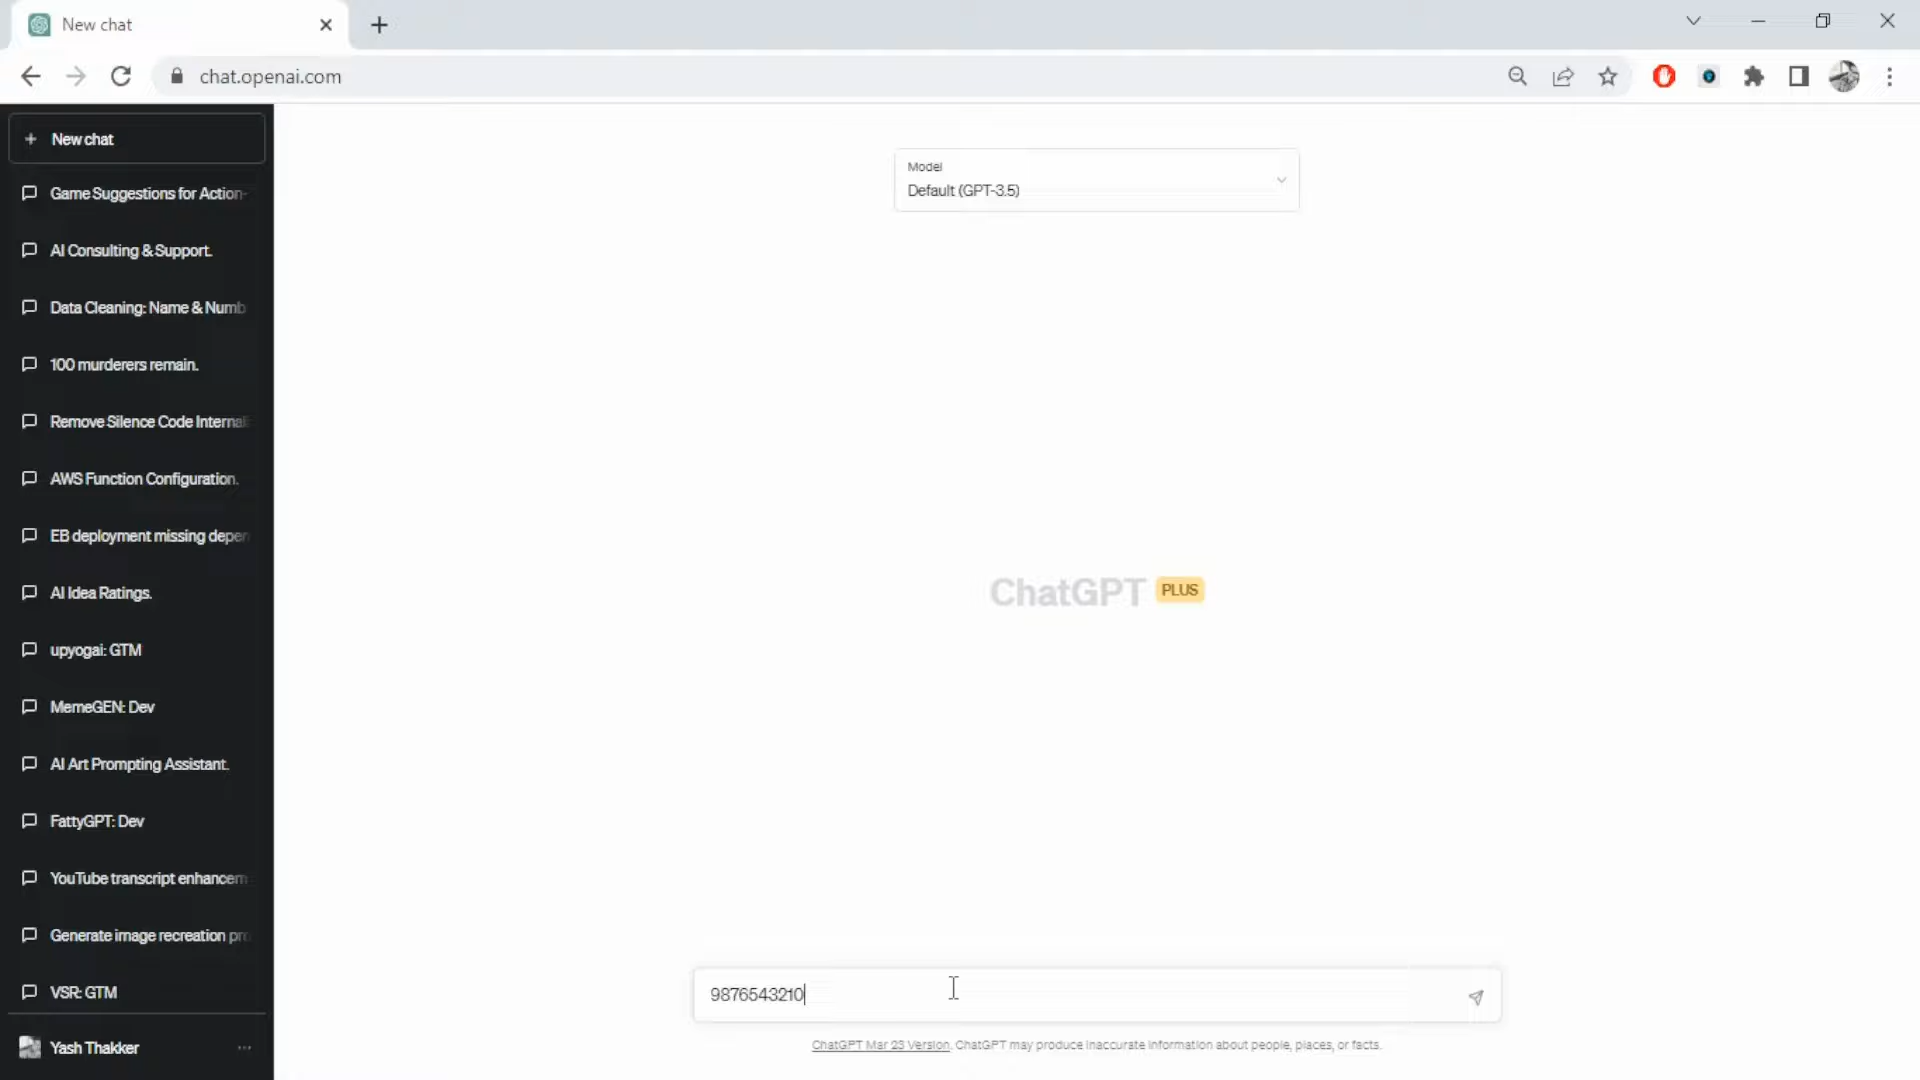 New chat
chat.openai.com
New chat
Game Suggestions for Action-
AI Consulting & Support.
Data Cleaning: Name & Numb
100 murderers remain.
Remove Silence Code Internal
AWS Function Configuration.
EB deployment missing depen
AI Idea Ratings.
upyogai: GTM
MemeGEN: Dev
AI Art Prompting Assistant.
FattyGPT: Dev
YouTube transcript enhancem
Generate image recreation pro
VSR: GTM
Yash Thakker
Model
Default (GPT-3.5)
ChatGPT PLUS
9876543210
ChatGPT Mar 23 Version. ChatGPT may produce inaccurate information about people, places, or facts.